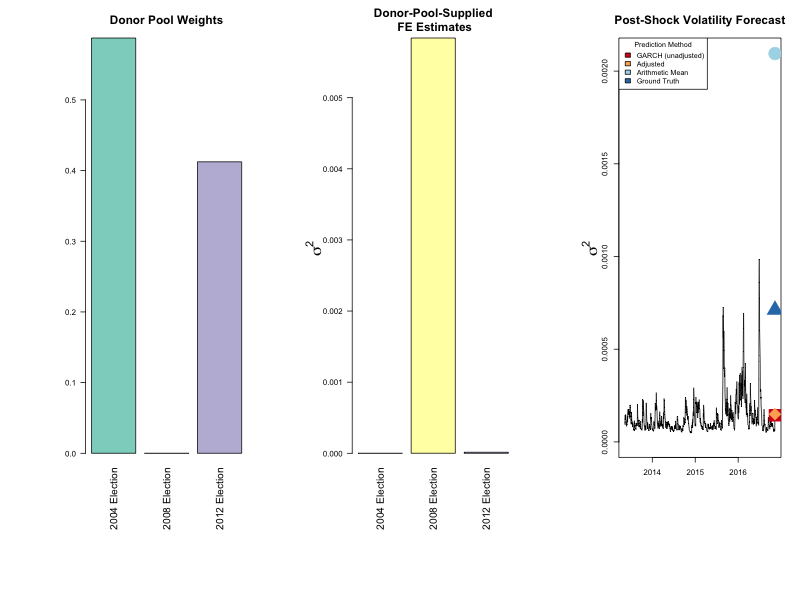 Donor Pool Weights
0.5
0.4
0.3
0.2
0.1
0.0
2004 Election
2008 Election
2012 Election
Donor-Pool-Supplied
FE Estimates
σ²
0.005
0.004
0.003
0.002
0.001
0.000
2004 Election
2008 Election
2012 Election
Post-Shock Volatility Forecast
σ²
0.0020
0.0015
0.0010
0.0005
0.0000
Prediction Method
GARCH (unadjusted)
Adjusted
Arithmetic Mean
Ground Truth
2014
2015
2016